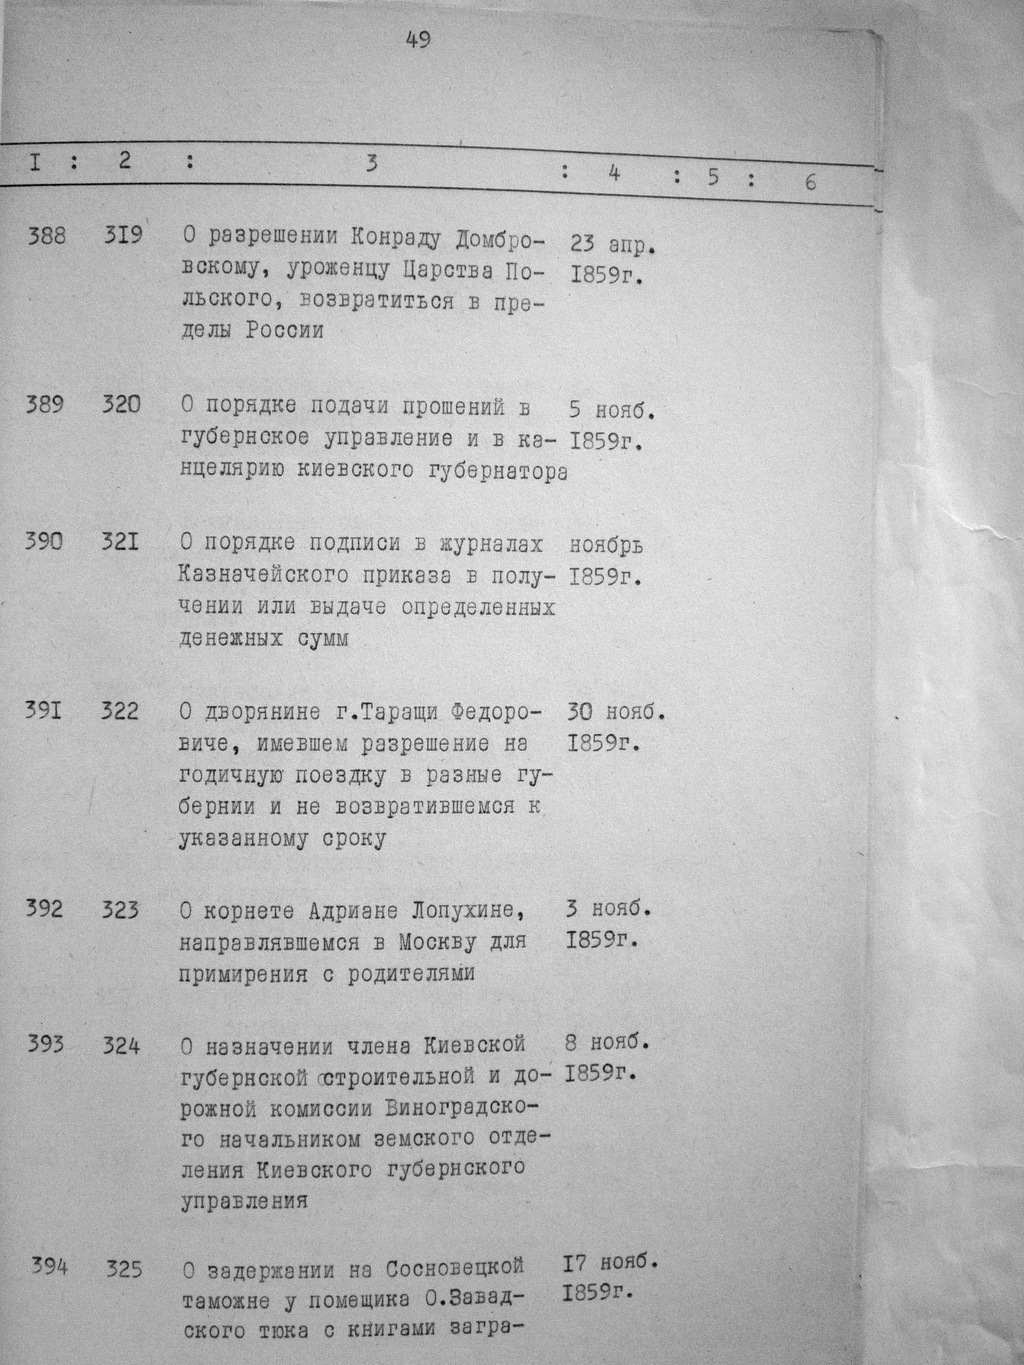 49
I : 2 : 3 : 4 : 5 : 6
388 319 О разрешении Конраду Домбро- 23 апр.
вскому, уроженцу Царства По- I859г.
льского, возвратиться в пре-
делы России
389 320 О порядке подачи прошений в 5 нояб.
губернское управление и в ка- I859г.
нцелярию киевского губернатора
390 32I О порядке подписи в журналах ноябрь
Казначейского приказа в полу- I859г.
чении или выдаче определенных
денежных сумм
39I 322 О дворянине г.Таращи Федоро- 30 нояб.
виче, имевшем разрешение на I859г.
годичную поездку в разные гу-
бернии и не возвратившемся к
указанному сроку
392 323 О корнете Адриане Лопухине, 3 нояб.
направлявшемся в Москву для I859г.
примирения с родителями
393 324 О назначении члена Киевской 8 нояб.
губернской строительной и до- I859г.
рожной комиссии Виноградско-
го начальником земского отде-
ления Киевского губернского
управления
394 325 О задержании на Сосновецкой I7 нояб.
таможне у помещика О.Завад- I859г.
ского тюка с книгами загра-